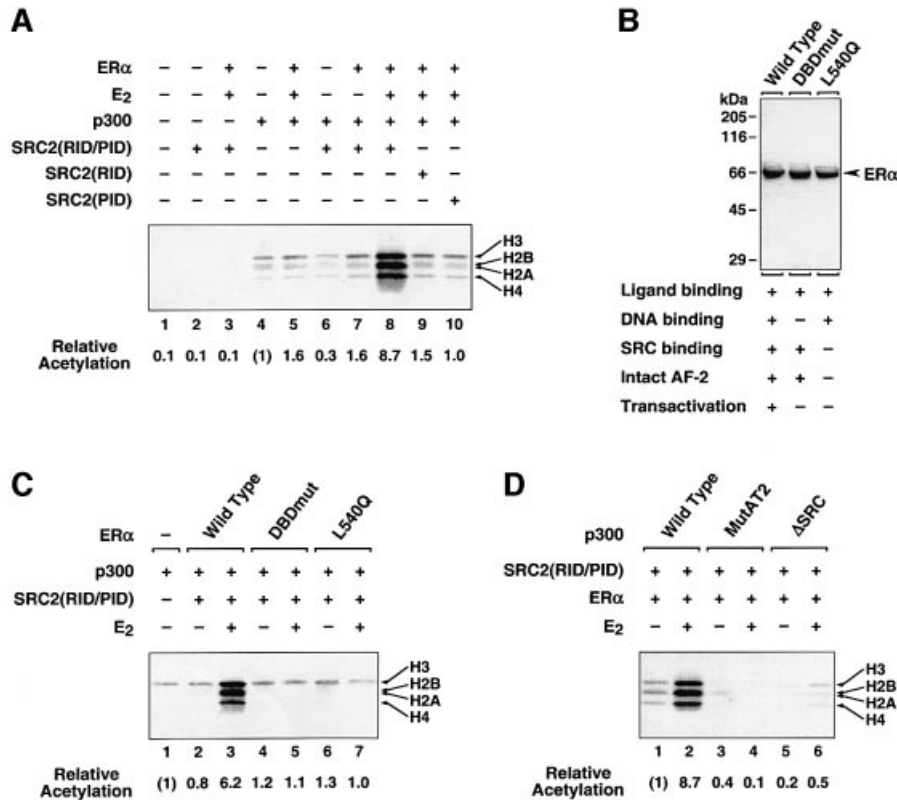 A
ERα – – + – + – + + + +
E2 – – + – + – – + + +
p300 – – – + + + + + + +
SRC2(RID/PID) – + + – – + + + – –
SRC2(RID) – – – – – – – – + –
SRC2(PID) – – – – – – – – – +
H3
H2B
H2A
H4
1 2 3 4 5 6 7 8 9 10
Relative Acetylation 0.1 0.1 0.1 (1) 1.6 0.3 1.6 8.7 1.5 1.0
B
Wild Type DBDmut L540Q
kDa
205
116
66 ERα
45
29
Ligand binding + + +
DNA binding + – +
SRC binding + + –
Intact AF-2 + + –
Transactivation + – –
C
Wild Type DBDmut L540Q
ERα –
p300 + + + + + + +
SRC2(RID/PID) – + + + + + +
E2 – – + – + – +
H3
H2B
H2A
H4
1 2 3 4 5 6 7
Relative Acetylation (1) 0.8 6.2 1.2 1.1 1.3 1.0
D
Wild Type MutAT2 ΔSRC
p300
SRC2(RID/PID) + + + + + +
ERα + + + + + +
E2 – + – + – +
H3
H2B
H2A
H4
1 2 3 4 5 6
Relative Acetylation (1) 8.7 0.4 0.1 0.2 0.5